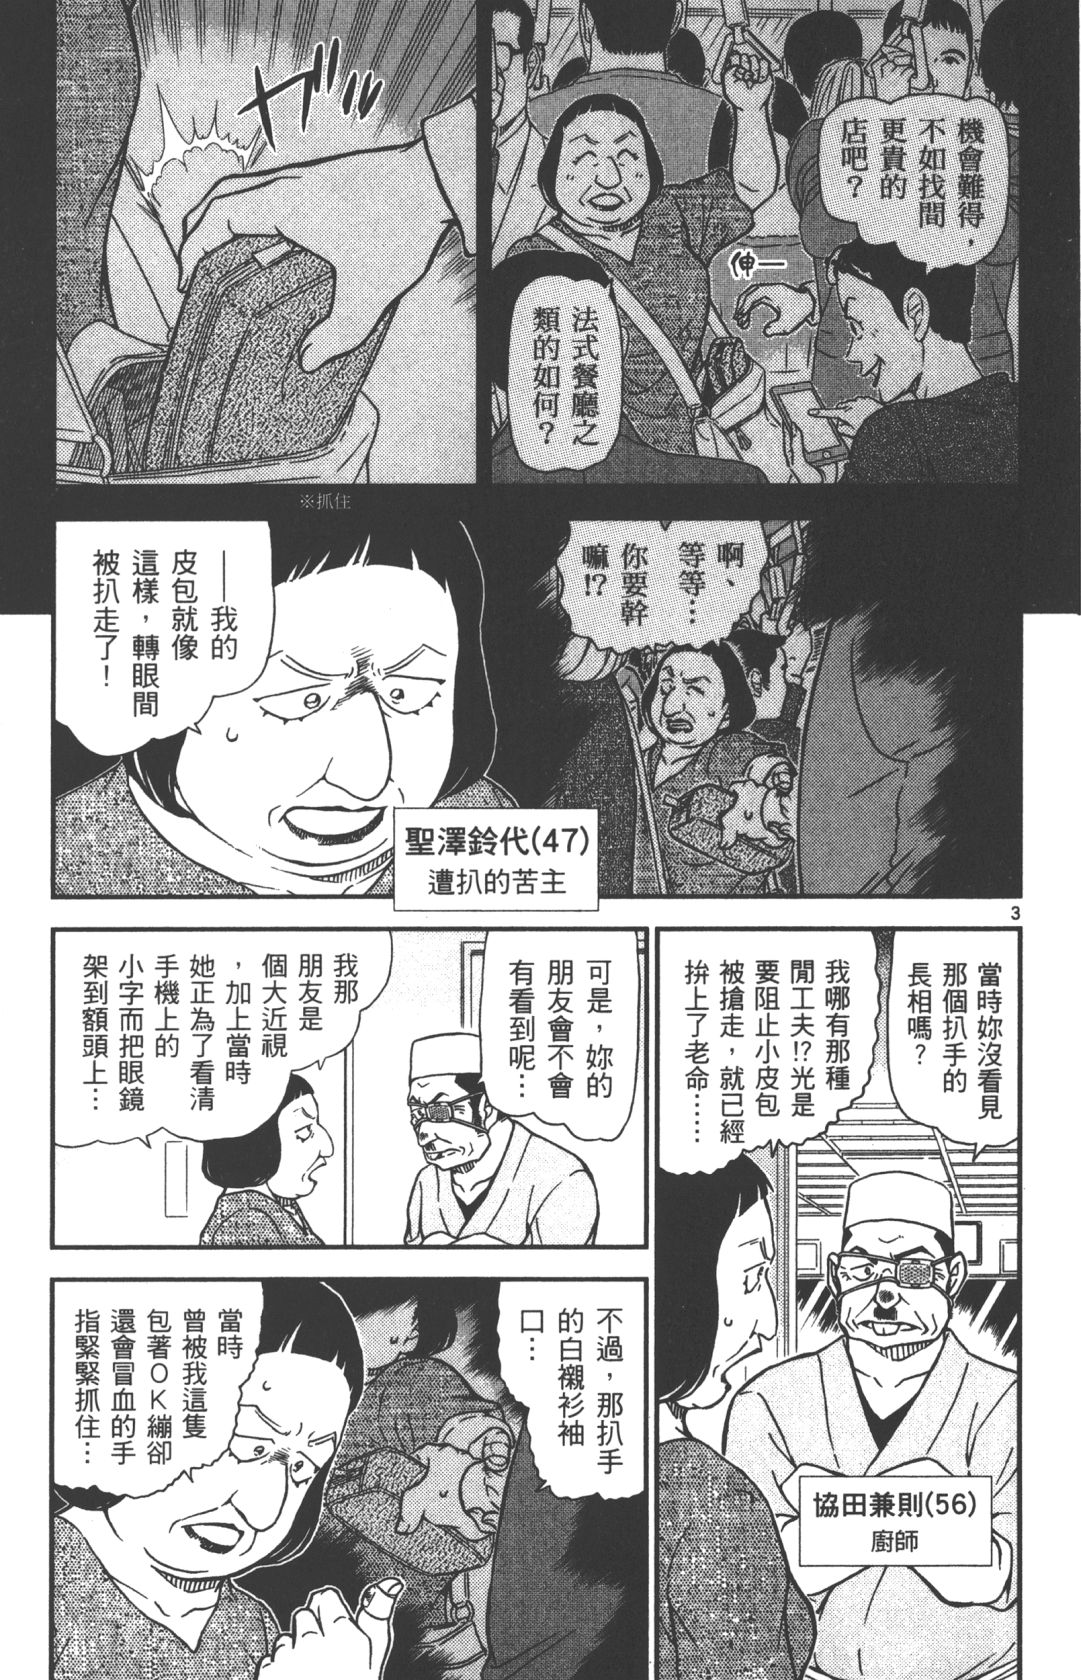 機會難得，
不如找間
更貴的
店吧？
伸—
法式餐廳之
類的如何？
※抓住
啊、
等等…
你要幹
嘛!?
——我的
皮包就像
這樣，轉眼間
被扒走了！
聖澤鈴代(47)
遭扒的苦主
3
當時妳沒看見
那個扒手的
長相嗎？
我哪有那種
閒工夫!?光是
要阻止小皮包
被搶走，就已經
拚上了老命……
協田兼則(56)
廚師
可是，妳的
朋友會不會
有看到呢…
我那
朋友是
個大近視
，加上當時
她正為了看清
手機上的
小字而把眼鏡
架到額頭上…
不過，那扒手
的白襯衫袖
口…
當時
曾被我這隻
包著OK繃卻
還會冒血的手
指緊緊抓住…